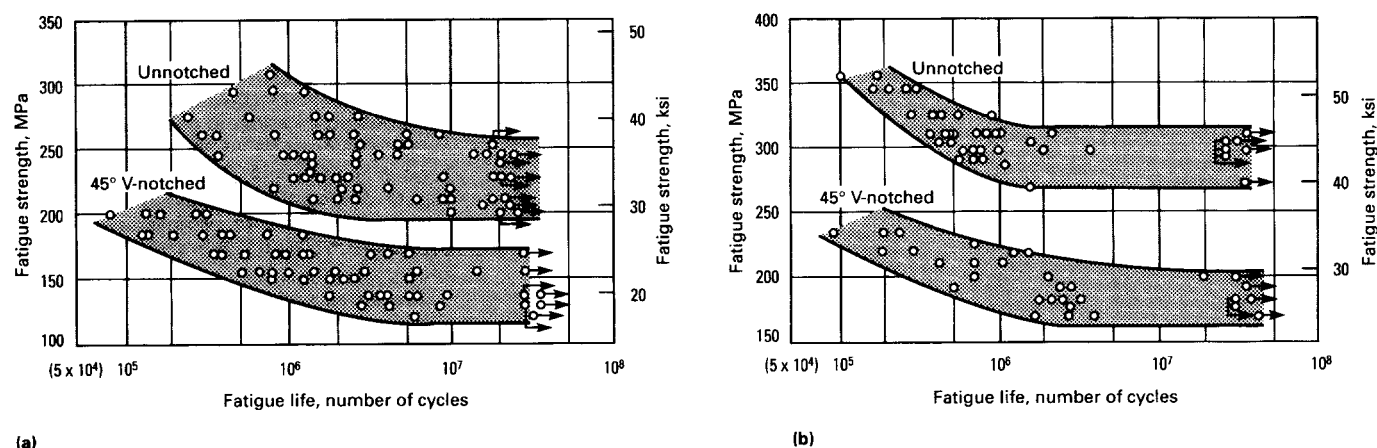 350
300
250
200
150
100
Fatigue strength, MPa
Unnotched
45° V-notched
50
40
30
20
Fatigue strength, ksi
(5 x 10⁴) 10⁵
10⁶
10⁷
10⁸
Fatigue life, number of cycles
(a)
400
350
300
250
200
150
Fatigue strength, MPa
Unnotched
45° V-notched
50
40
30
Fatigue strength, ksi
(5 x 10⁴) 10⁵
10⁶
10⁷
10⁸
Fatigue life, number of cycles
(b)